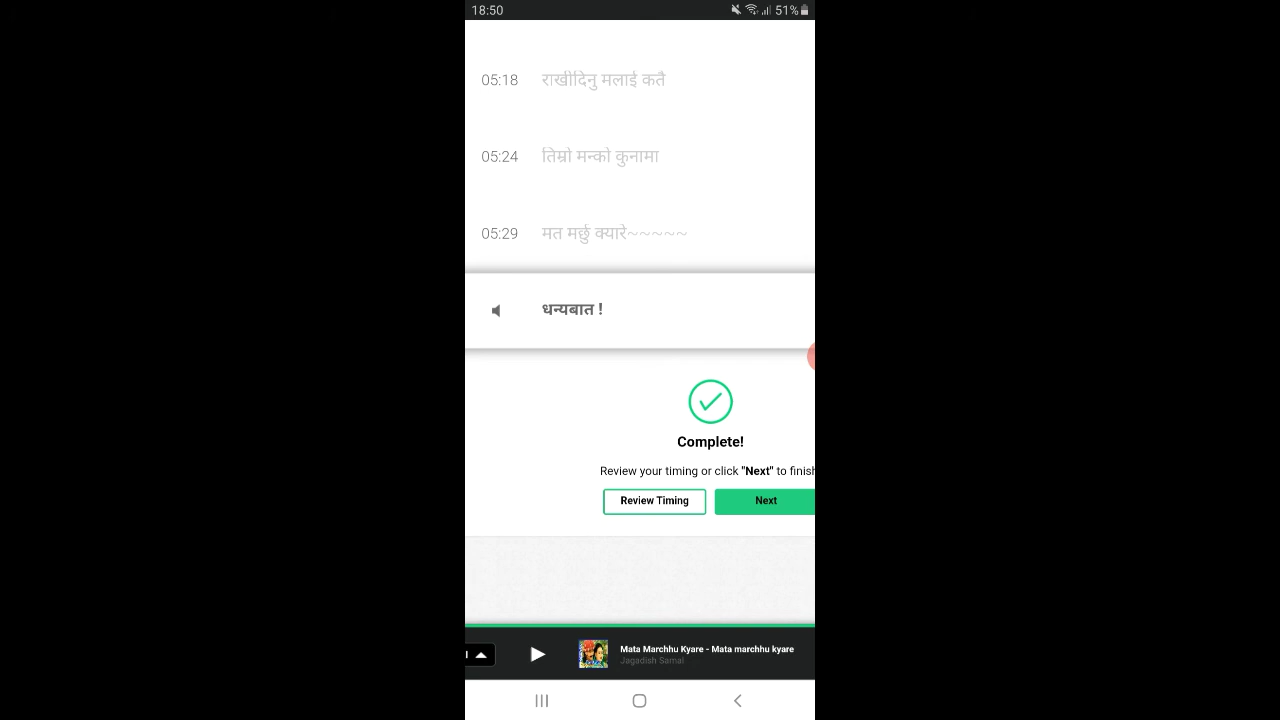 18:50 51%
05:18 राखीदिनु मलाई कतै
05:24 तिम्रो मन्को कुनामा
05:29 मत मर्छु क्यारे~~~~~
धन्यबात !
Complete!
Review your timing or click "Next" to finish
Review Timing Next
Mata Marchhu Kyare - Mata marchhu kyare
Jagadish Samal